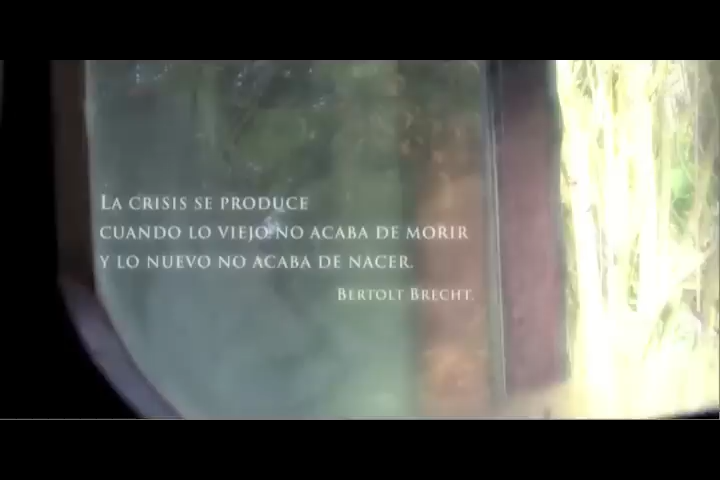 LA CRISIS SE PRODUCE
CUANDO LO VIEJO NO ACABA DE MORIR
Y LO NUEVO NO ACABA DE NACER.
BERTOLT BRECHT.